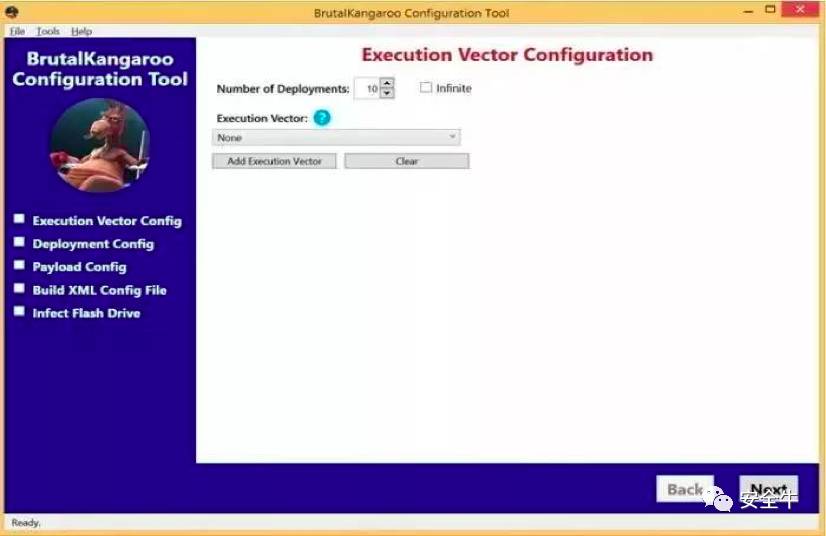 BrutalKangaroo Configuration Tool
File Tools Help
BrutalKangaroo
Configuration Tool
Execution Vector Config
Deployment Config
Payload Config
Build XML Config File
Infect Flash Drive
Execution Vector Configuration
Number of Deployments: 10 Infinite
Execution Vector: ?
None
Add Execution Vector Clear
Back Next
安全牛
Ready.